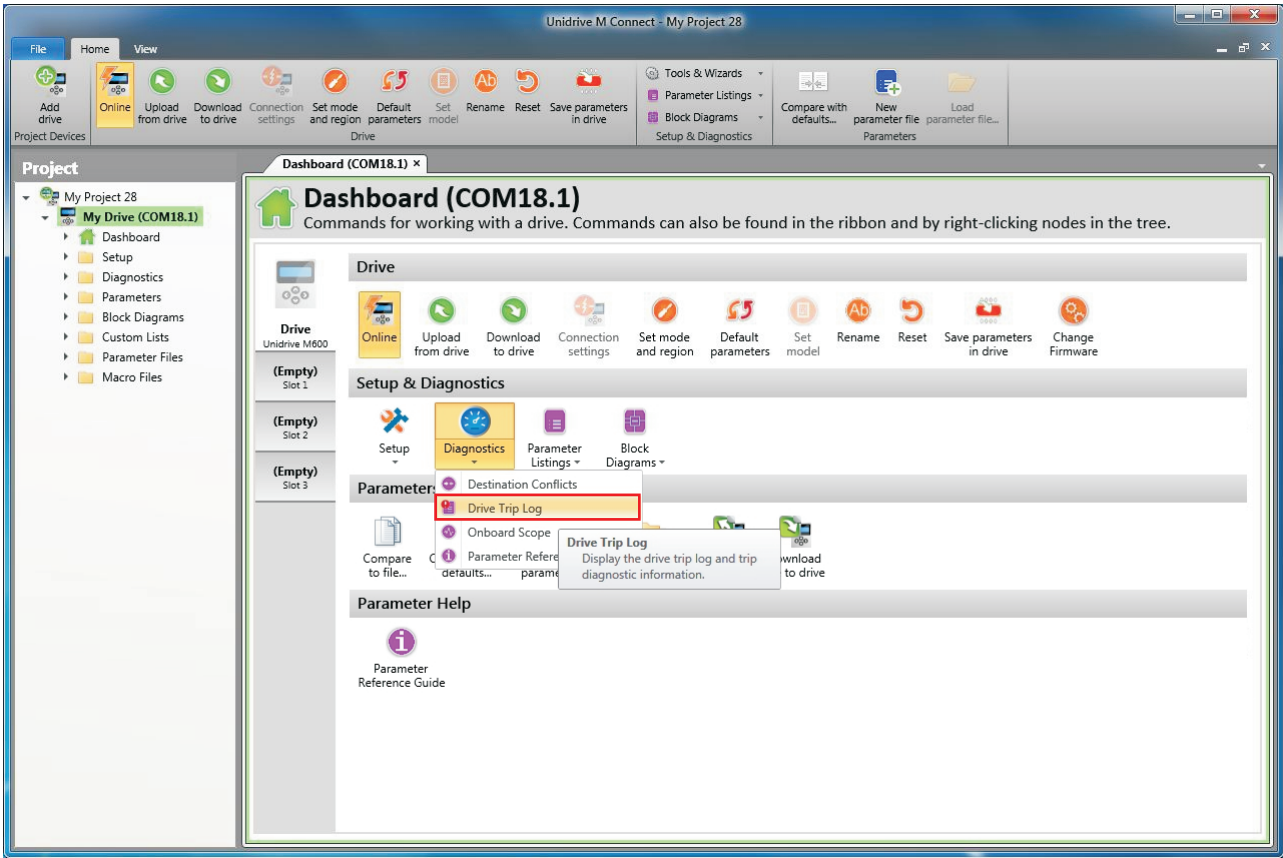 Unidrive M Connect - My Project 28
File Home View
Add drive
Online
Upload from drive
Download to drive
Connection settings
Set mode and region
Default parameters
Set model
Rename
Reset
Save parameters in drive
Tools & Wizards
Parameter Listings
Block Diagrams
Compare with defaults...
New parameter file
Load parameter file...
Project Devices
Drive
Setup & Diagnostics
Parameters
Project
My Project 28
My Drive (COM18.1)
Dashboard
Setup
Diagnostics
Parameters
Block Diagrams
Custom Lists
Parameter Files
Macro Files
Dashboard (COM18.1) ×
Dashboard (COM18.1)
Commands for working with a drive. Commands can also be found in the ribbon and by right-clicking nodes in the tree.
Drive
Unidrive M600
(Empty)
Slot 1
(Empty)
Slot 2
(Empty)
Slot 3
Drive
Online
Upload from drive
Download to drive
Connection settings
Set mode and region
Default parameters
Set model
Rename
Reset
Save parameters in drive
Change Firmware
Setup & Diagnostics
Setup
Diagnostics
Parameter Listings
Block Diagrams
Destination Conflicts
Drive Trip Log
Onboard Scope
Parameter Refere
Drive Trip Log
Display the drive trip log and trip
diagnostic information.
Parameter
Compare to file...
defaults...
parame
wnload
to drive
Parameter Help
Parameter
Reference Guide